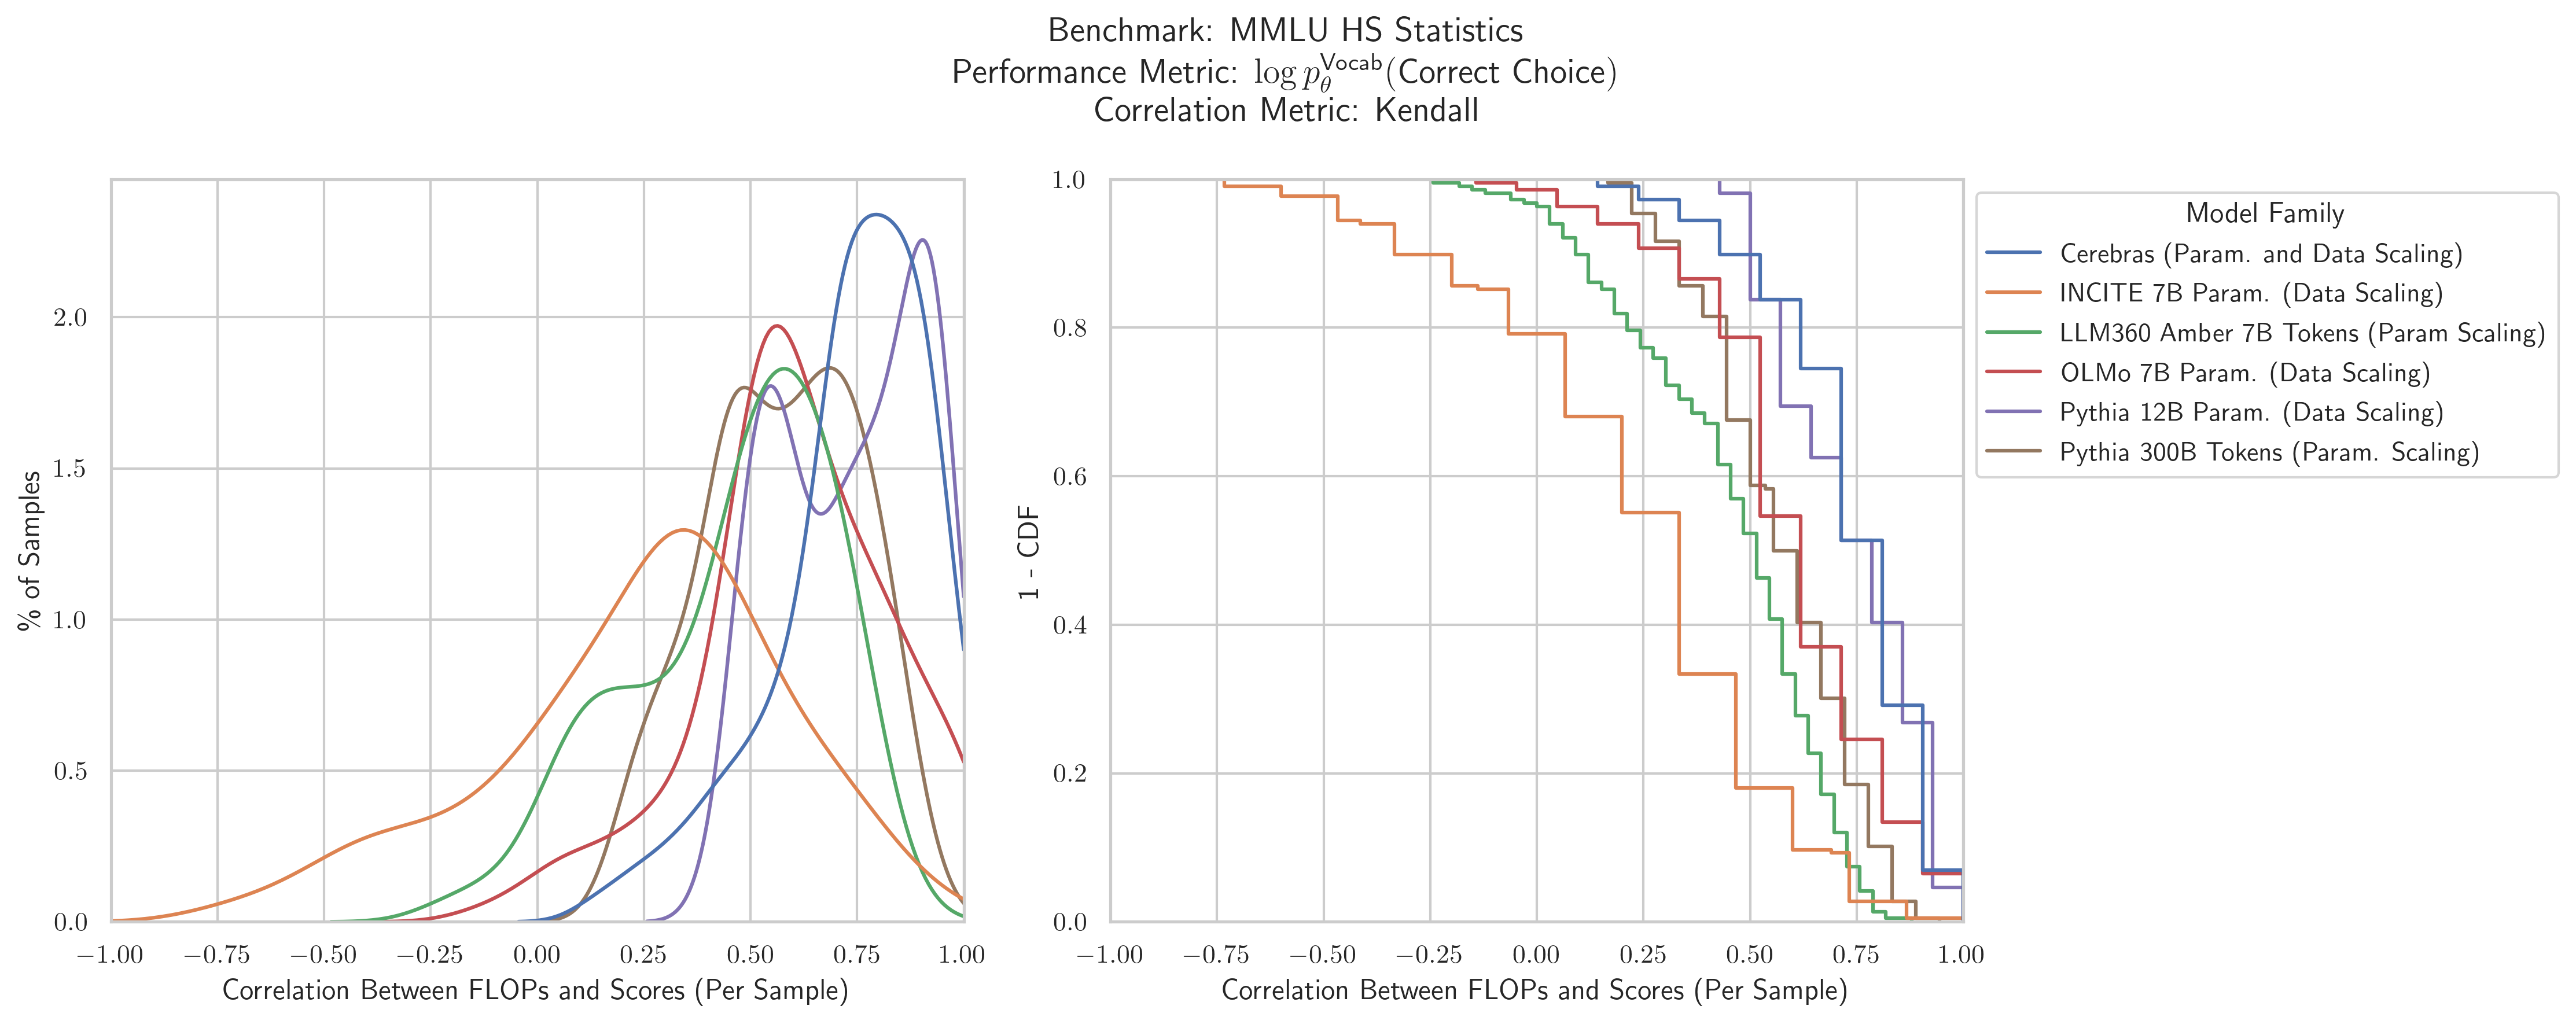 Benchmark: MMLU HS Statistics
Performance Metric: log p_θ^Vocab(Correct Choice)
Correlation Metric: Kendall
% of Samples
2.0
1.5
1.0
0.5
0.0
−1.00 −0.75 −0.50 −0.25 0.00 0.25 0.50 0.75 1.00
Correlation Between FLOPs and Scores (Per Sample)
1 - CDF
1.0
0.8
0.6
0.4
0.2
0.0
−1.00 −0.75 −0.50 −0.25 0.00 0.25 0.50 0.75 1.00
Correlation Between FLOPs and Scores (Per Sample)
Model Family
Cerebras (Param. and Data Scaling)
INCITE 7B Param. (Data Scaling)
LLM360 Amber 7B Tokens (Param Scaling)
OLMo 7B Param. (Data Scaling)
Pythia 12B Param. (Data Scaling)
Pythia 300B Tokens (Param. Scaling)